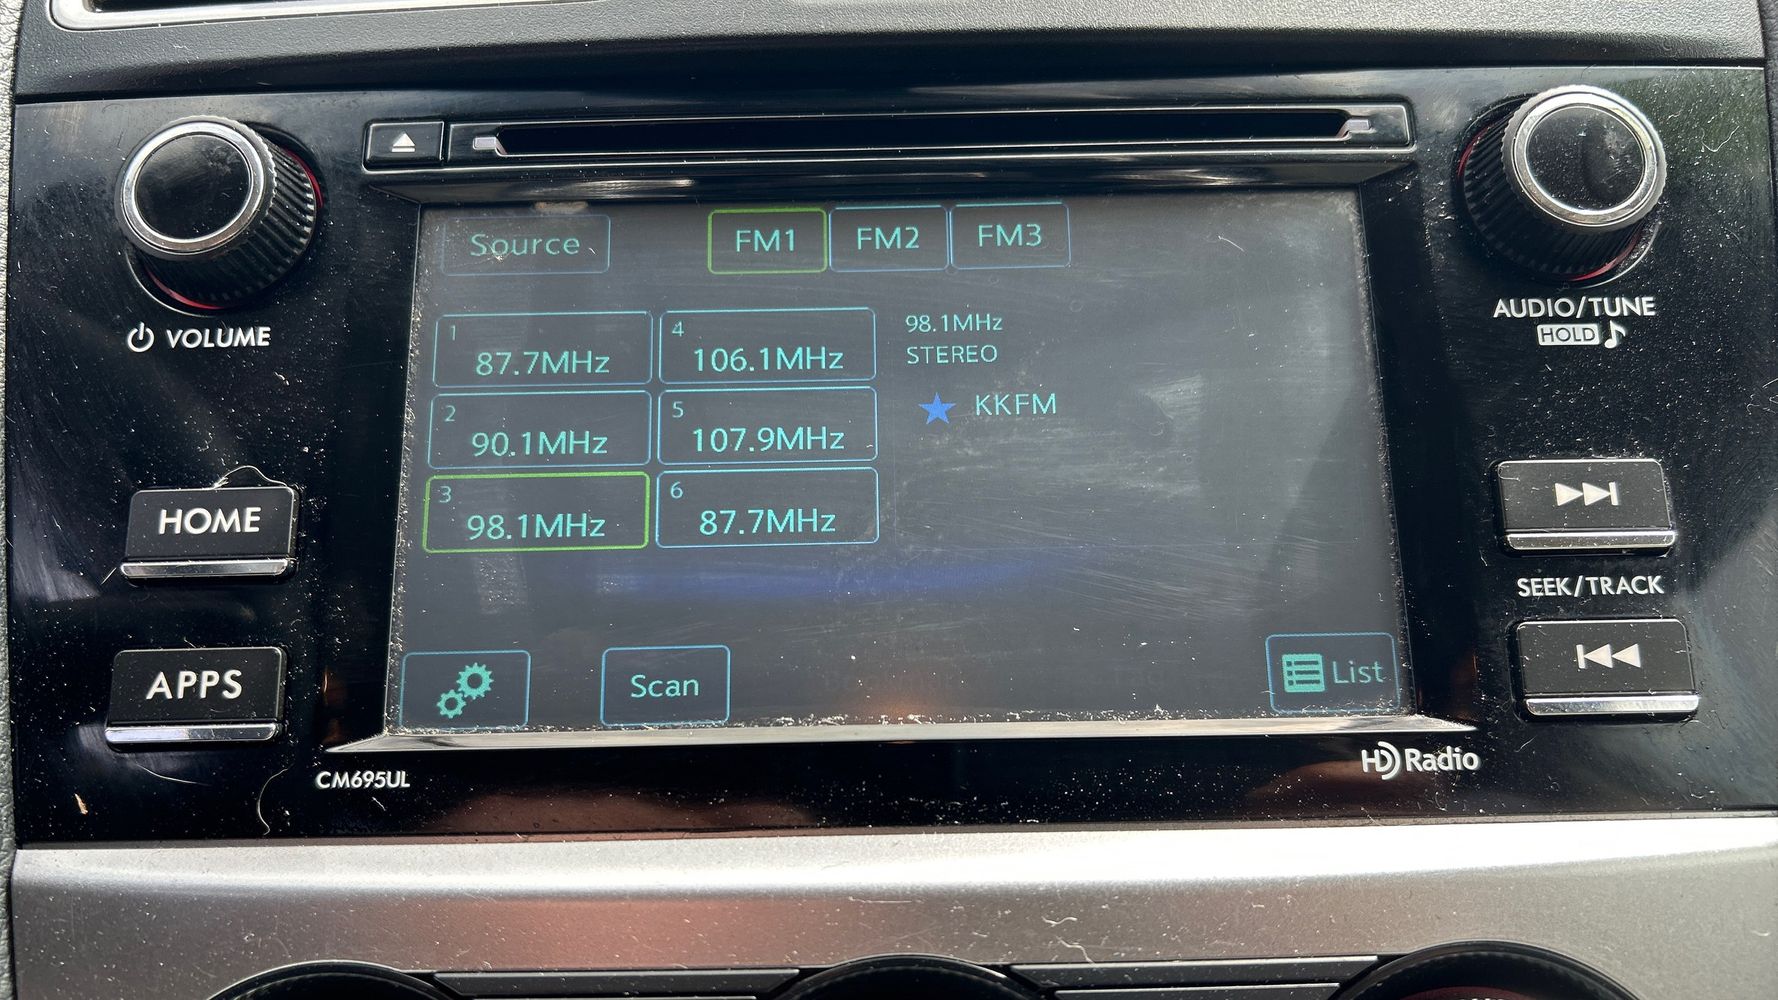 Source
FM1 FM2 FM3
1 87.7MHz
4 106.1MHz
98.1MHz
STEREO
2 90.1MHz
5 107.9MHz
KKFM
3 98.1MHz
6 87.7MHz
Scan
List
VOLUME
HOME
APPS
CM695UL
AUDIO/TUNE
HOLD
SEEK/TRACK
HD Radio